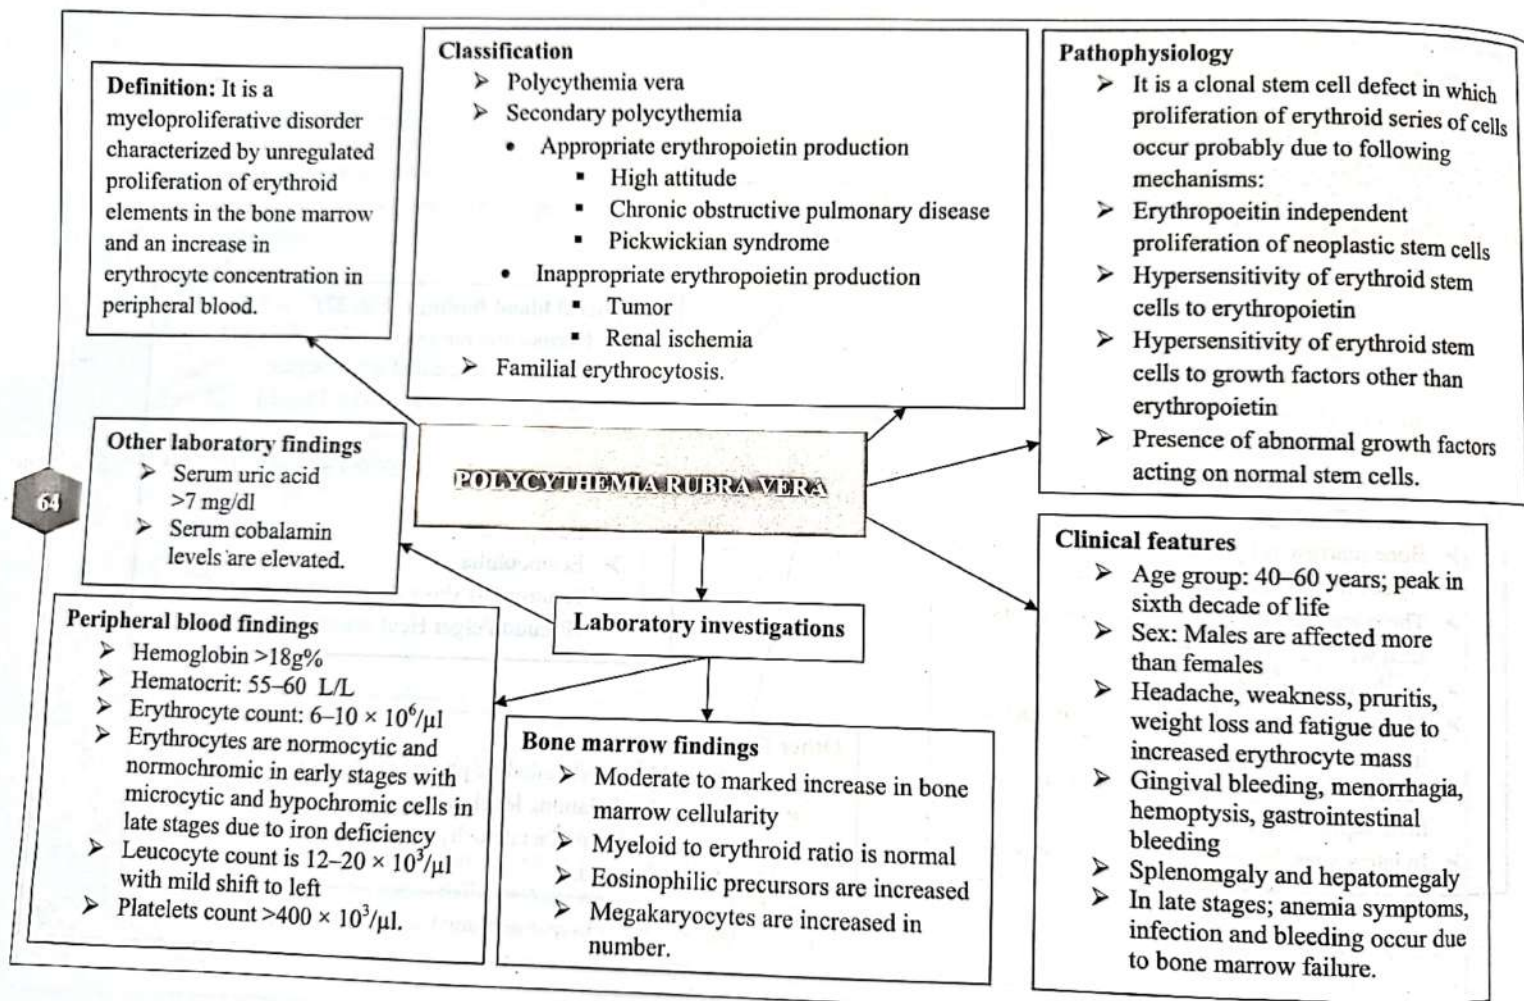 Definition: It is a
myeloproliferative disorder
characterized by unregulated
proliferation of erythroid
elements in the bone marrow
and an increase in
erythrocyte concentration in
peripheral blood.
Classification
➤ Polycythemia vera
➤ Secondary polycythemia
• Appropriate erythropoietin production
▪ High attitude
▪ Chronic obstructive pulmonary disease
▪ Pickwickian syndrome
• Inappropriate erythropoietin production
▪ Tumor
▪ Renal ischemia
➤ Familial erythrocytosis.
Pathophysiology
➤ It is a clonal stem cell defect in which
proliferation of erythroid series of cells
occur probably due to following
mechanisms:
➤ Erythropoeitin independent
proliferation of neoplastic stem cells
➤ Hypersensitivity of erythroid stem
cells to erythropoietin
➤ Hypersensitivity of erythroid stem
cells to growth factors other than
erythropoietin
➤ Presence of abnormal growth factors
acting on normal stem cells.
POLYCYTHEMIA RUBRA VERA
Other laboratory findings
➤ Serum uric acid
>7 mg/dl
➤ Serum cobalamin
levels are elevated.
64
Laboratory investigations
Peripheral blood findings
➤ Hemoglobin >18g%
➤ Hematocrit: 55–60 L/L
➤ Erythrocyte count: 6–10 × 10⁶/μl
➤ Erythrocytes are normocytic and
normochromic in early stages with
microcytic and hypochromic cells in
late stages due to iron deficiency
➤ Leucocyte count is 12–20 × 10³/μl
with mild shift to left
➤ Platelets count >400 × 10³/μl.
Bone marrow findings
➤ Moderate to marked increase in bone
marrow cellularity
➤ Myeloid to erythroid ratio is normal
➤ Eosinophilic precursors are increased
➤ Megakaryocytes are increased in
number.
Clinical features
➤ Age group: 40–60 years; peak in
sixth decade of life
➤ Sex: Males are affected more
than females
➤ Headache, weakness, pruritis,
weight loss and fatigue due to
increased erythrocyte mass
➤ Gingival bleeding, menorrhagia,
hemoptysis, gastrointestinal
bleeding
➤ Splenomgaly and hepatomegaly
➤ In late stages; anemia symptoms,
infection and bleeding occur due
to bone marrow failure.